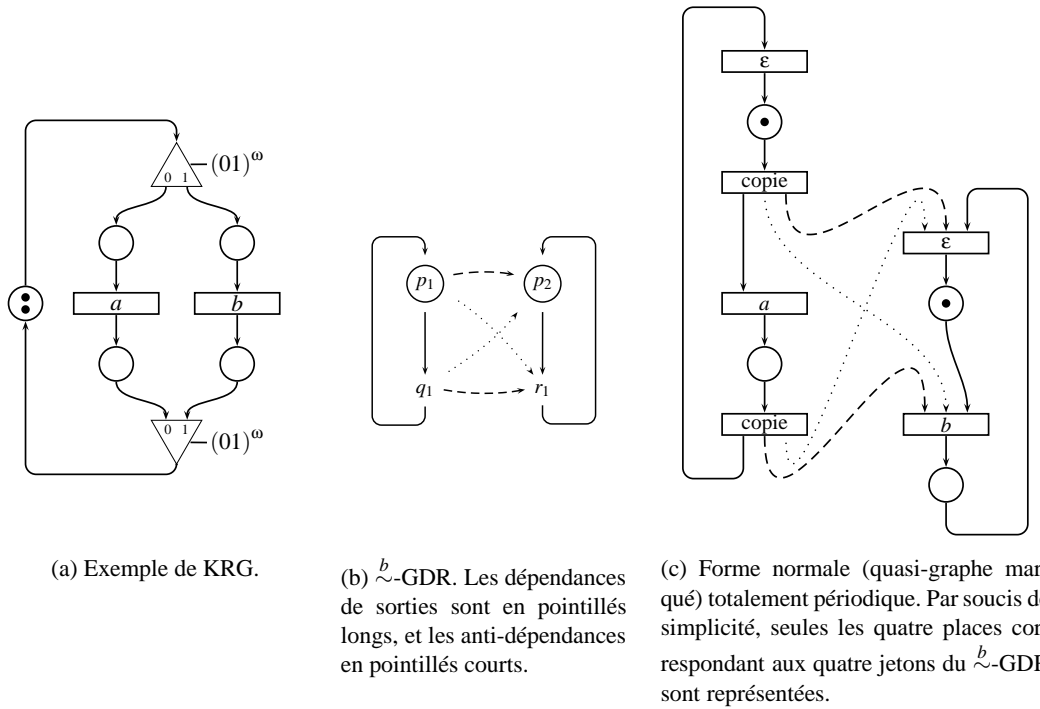 ε
copie
a
copie
ε
b
0 1
(01)^ω
a
b
0 1
(01)^ω
p₁
p₂
q₁
r₁
(a) Exemple de KRG.
(b) ᵇ∼-GDR. Les dépendances
de sorties sont en pointillés
longs, et les anti-dépendances
en pointillés courts.
(c) Forme normale (quasi-graphe mar
qué) totalement périodique. Par soucis de
simplicité, seules les quatre places cor
respondant aux quatre jetons du ᵇ∼-GDR
sont représentées.